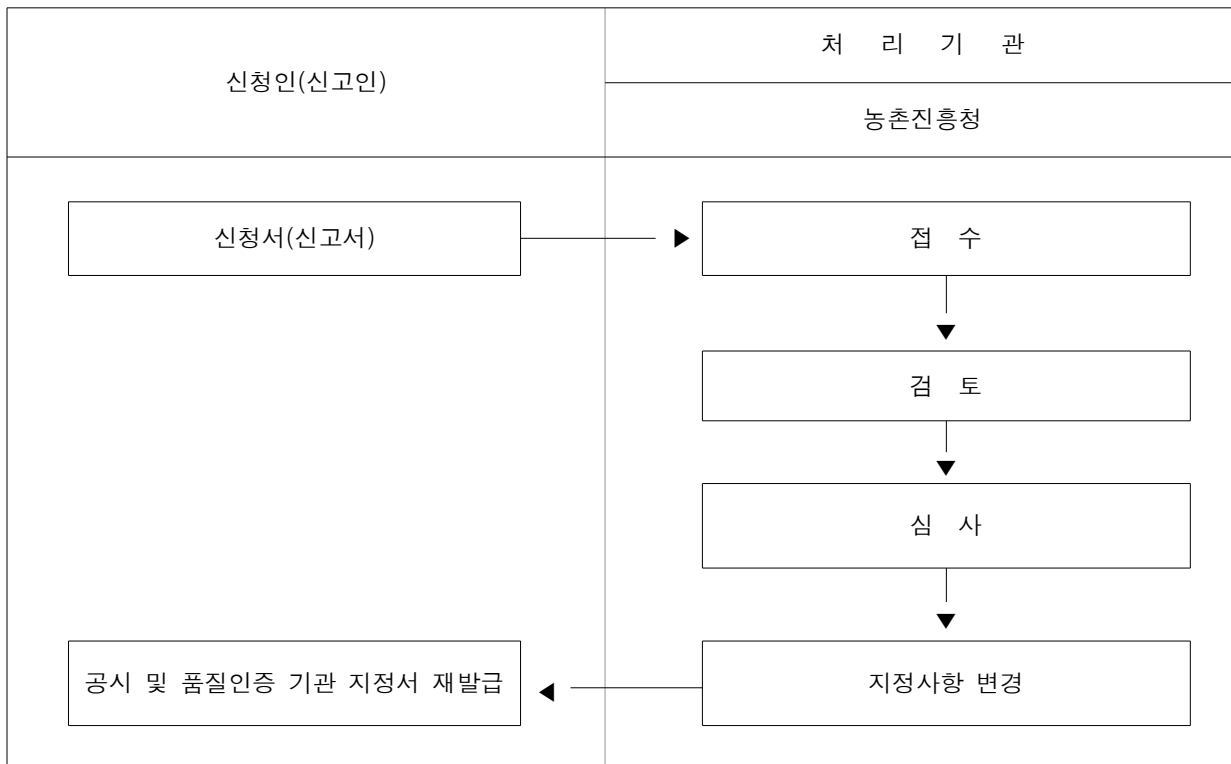 신청인(신고인)
처 리 기 관
농촌진흥청
신청서(신고서)
접 수
검 토
심 사
지정사항 변경
공시 및 품질인증 기관 지정서 재발급